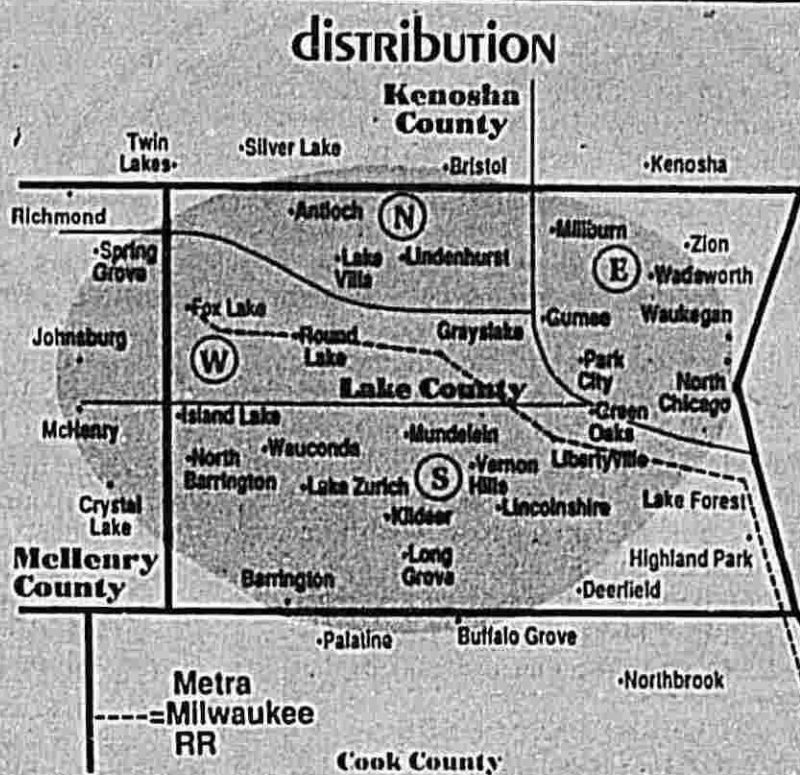 distribution
Kenosha
County
Twin
Lakes
Silver Lake
Bristol
Kenosha
Richmond
Antioch
N
Millburn
Zion
Spring
Grove
Lake
Villa
Lindenhurst
E
Wadsworth
Fox Lake
Gurnee
Waukegan
Johnsburg
Round
Lake
Grayslake
W
Park
City
Lake County
North
Chicago
Island Lake
Green
Oaks
McHenry
Wauconda
Mundelein
North
Barrington
Lake Zurich
S
Vernon
Hills
Libertyville
Crystal
Lake
Kildeer
Lincolnshire
Lake Forest
McHenry
County
Long
Grove
Highland Park
Barrington
Deerfield
Palatine
Buffalo Grove
Northbrook
Metra
----=Milwaukee
RR
Cook County